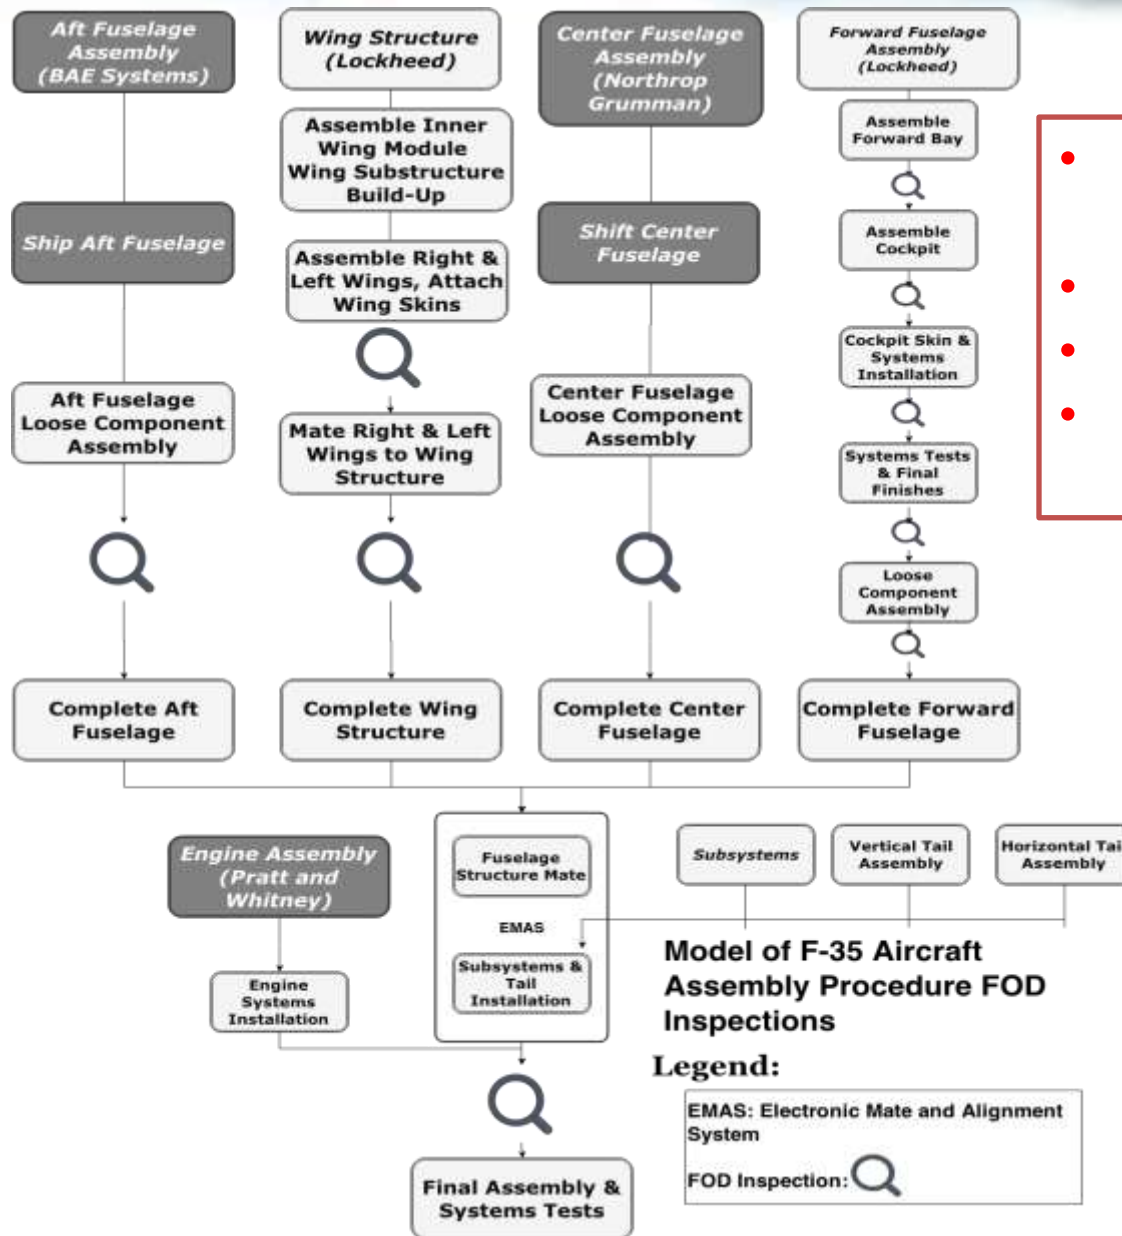 Aft Fuselage
Assembly
(BAE Systems)
Ship Aft Fuselage
Aft Fuselage
Loose Component
Assembly
Complete Aft
Fuselage
Wing Structure
(Lockheed)
Assemble Inner
Wing Module
Wing Substructure
Build-Up
Assemble Right &
Left Wings, Attach
Wing Skins
Mate Right & Left
Wings to Wing
Structure
Complete Wing
Structure
Center Fuselage
Assembly
(Northrop
Grumman)
Shift Center
Fuselage
Center Fuselage
Loose Component
Assembly
Complete Center
Fuselage
Forward Fuselage
Assembly
(Lockheed)
Assemble
Forward Bay
Assemble
Cockpit
Cockpit Skin &
Systems
Installation
Systems Tests
& Final
Finishes
Loose
Component
Assembly
Complete Forward
Fuselage
Engine Assembly
(Pratt and
Whitney)
Engine
Systems
Installation
Fuselage
Structure Mate
EMAS
Subsystems &
Tail
Installation
Subsystems
Vertical Tail
Assembly
Horizontal Tail
Assembly
Final Assembly &
Systems Tests
Model of F-35 Aircraft
Assembly Procedure FOD
Inspections
Legend:
EMAS: Electronic Mate and Alignment
System
FOD Inspection: